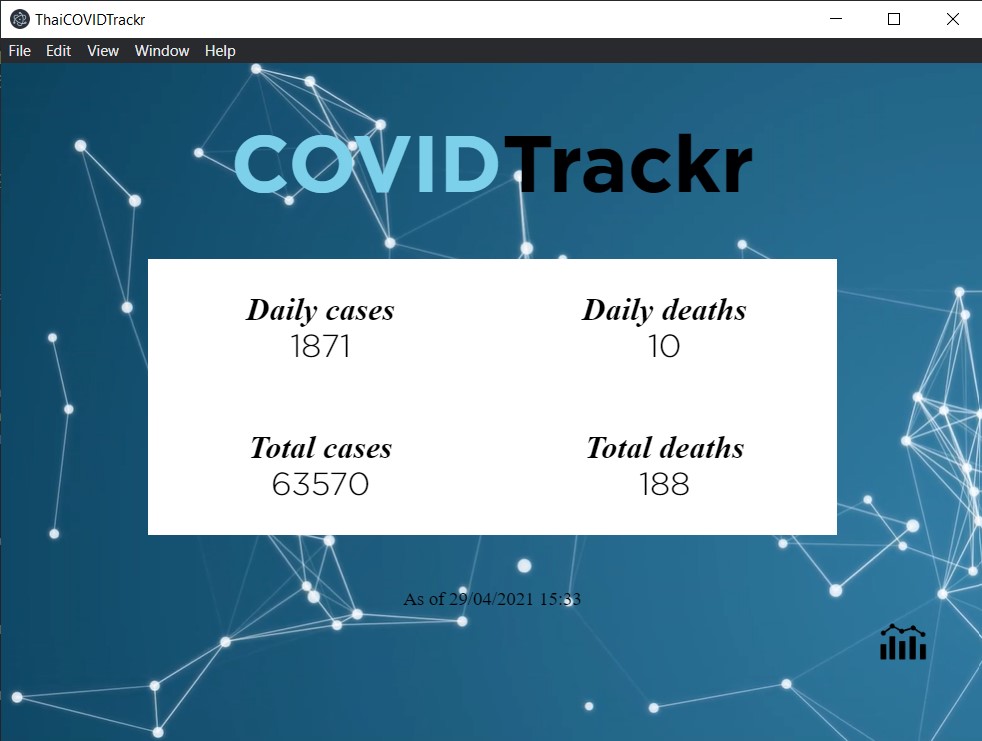 ThaiCOVIDTrackr
File Edit View Window Help
COVIDTrackr
Daily cases Daily deaths
1871 10
Total cases Total deaths
63570 188
As of 29/04/2021 15:33